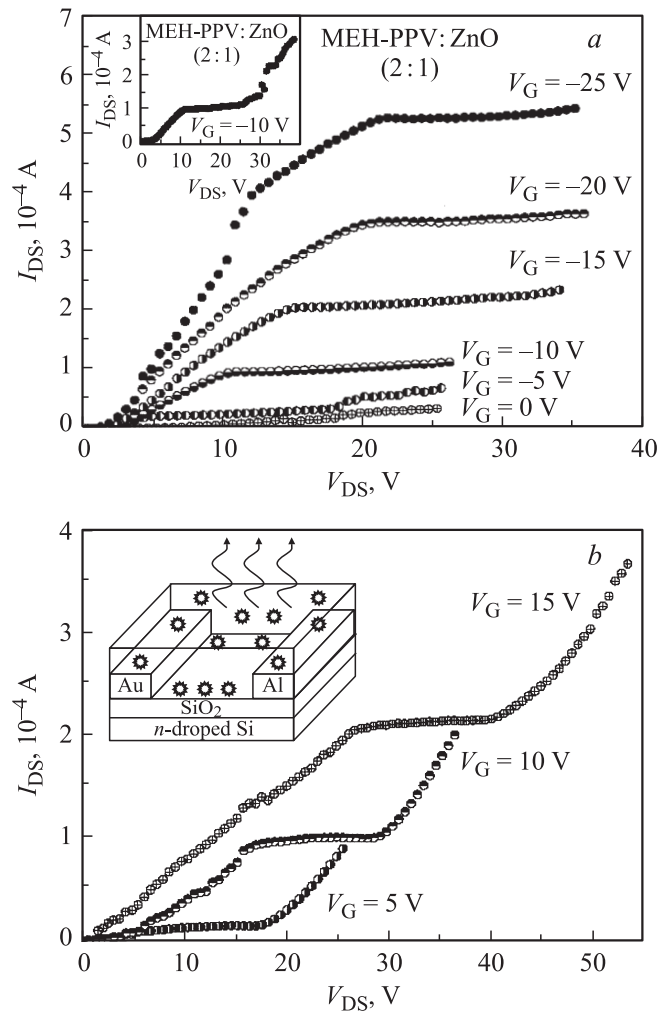 7
6
5
4
3
2
1
0
I_DS, 10⁻⁴ A
3
2
1
0
I_DS, 10⁻⁴ A
MEH-PPV: ZnO
(2 : 1)
V_G = –10 V
0 10 20 30
V_DS, V
MEH-PPV: ZnO
(2 : 1)
a
V_G = –25 V
V_G = –20 V
V_G = –15 V
V_G = –10 V
V_G = –5 V
V_G = 0 V
0 10 20 30 40
V_DS, V
4
3
2
1
0
I_DS, 10⁻⁴ A
b
Au
Al
SiO₂
n-droped Si
V_G = 15 V
V_G = 10 V
V_G = 5 V
0 10 20 30 40 50
V_DS, V